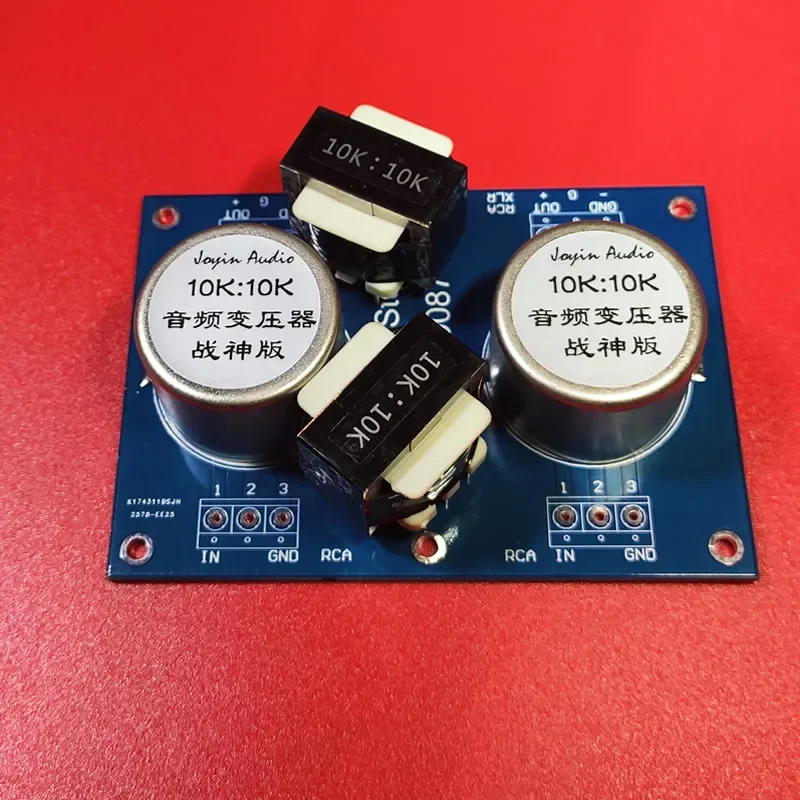 10K:10K
RCA
XLR
+ G -
OUT GND
+ G
OUT
Joyin Audio
10K:10K
音频变压器
战神版
Joyin Audio
10K:10K
音频变压器
战神版
10K:10K
1 2 3
IN GND
RCA
1 2 3
RCA
IN GND